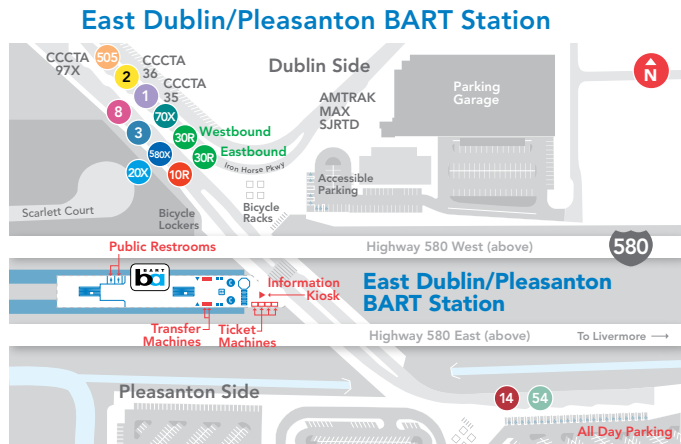 East Dublin/Pleasanton BART Station
CCCTA
97X
505
CCCTA
36
2
CCCTA
35
1
Dublin Side
Parking
Garage
N
AMTRAK
MAX
SJRTD
8
70X
3
30R
Westbound
580X
30R
Eastbound
Iron Horse Pkwy
20X
10R
Accessible
Parking
Scarlett Court
Bicycle
Lockers
Bicycle
Racks
Public Restrooms
Highway 580 West (above)
580
BART
ba
Information
Kiosk
East Dublin/Pleasanton
BART Station
Transfer
Machines
Ticket
Machines
Highway 580 East (above)
To Livermore
Pleasanton Side
14
54
All Day Parking